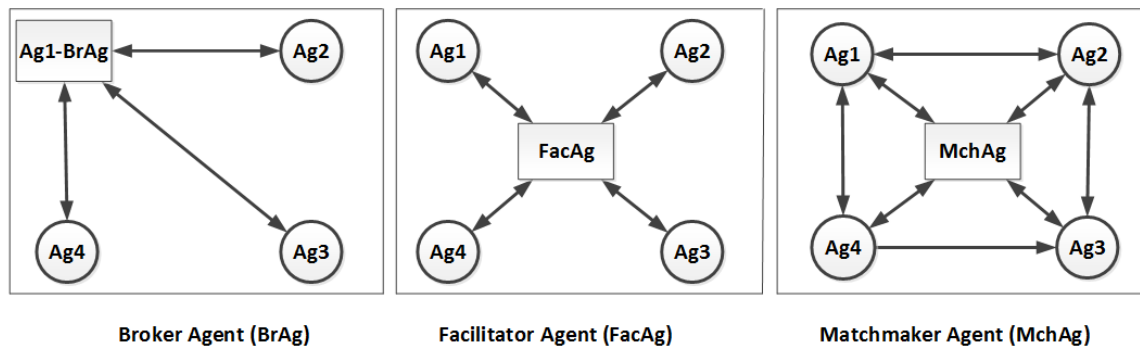 Ag1-BrAg
Ag2
Ag4
Ag3
Broker Agent (BrAg)
Ag1
Ag2
FacAg
Ag4
Ag3
Facilitator Agent (FacAg)
Ag1
Ag2
MchAg
Ag4
Ag3
Matchmaker Agent (MchAg)